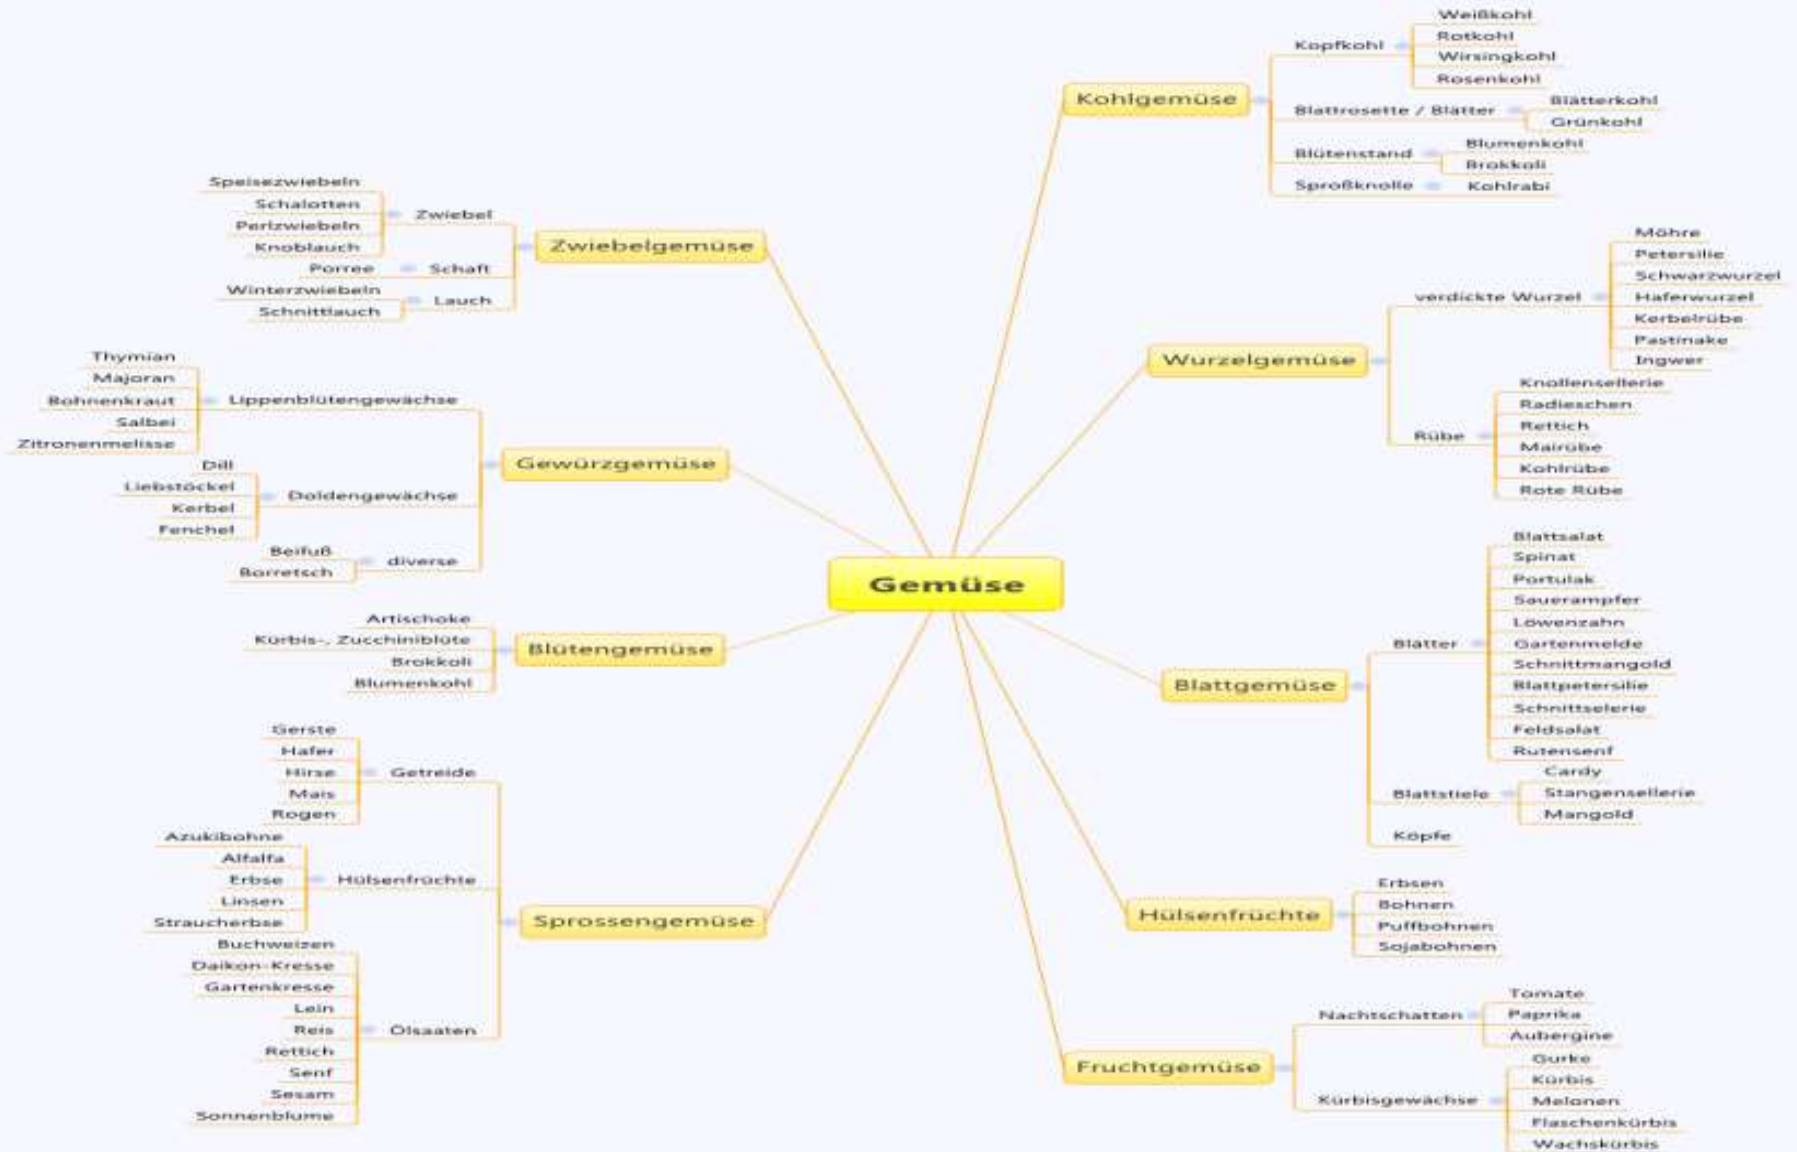 Gemüse
Kohlgemüse
Kopfkohl
Weißkohl
Rotkohl
Wirsingkohl
Rosenkohl
Blattrosette / Blätter
Blätterkohl
Grünkohl
Blütenstand
Blumenkohl
Brokkoli
Sproßknolle
Kohlrabi
Wurzelgemüse
verdickte Wurzel
Möhre
Petersilie
Schwarzwurzel
Haferwurzel
Kerbelrübe
Pastinake
Ingwer
Rübe
Knollensellerie
Radieschen
Rettich
Mairübe
Kohlrübe
Rote Rübe
Blattgemüse
Blätter
Blattsalat
Spinat
Portulak
Sauerampfer
Löwenzahn
Gartenmelde
Schnittmangold
Blattpetersilie
Schnittselerie
Feldsalat
Rutensenf
Blattstiele
Cardy
Stangensellerie
Mangold
Köpfe
Hülsenfrüchte
Erbsen
Bohnen
Puffbohnen
Sojabohnen
Fruchtgemüse
Nachtschatten
Tomate
Paprika
Aubergine
Kürbisgewächse
Gurke
Kürbis
Melonen
Flaschenkürbis
Wachskürbis
Zwiebelgemüse
Zwiebel
Speisezwiebeln
Schalotten
Perlzwiebeln
Knoblauch
Schaft
Porree
Lauch
Winterzwiebeln
Schnittlauch
Gewürzgemüse
Lippenblütengewächse
Thymian
Majoran
Bohnenkraut
Salbei
Zitronenmelisse
Doldengewächse
Dill
Liebstöckel
Kerbel
Fenchel
diverse
Beifuß
Borretsch
Blütengemüse
Artischoke
Kürbis-, Zucchiniblüte
Brokkoli
Blumenkohl
Sprossengemüse
Getreide
Gerste
Hafer
Hirse
Mais
Rogen
Hülsenfrüchte
Azukibohne
Alfalfa
Erbse
Linsen
Straucherbse
Ölsaaten
Buchweizen
Daikon-Kresse
Gartenkresse
Lein
Reis
Rettich
Senf
Sesam
Sonnenblume